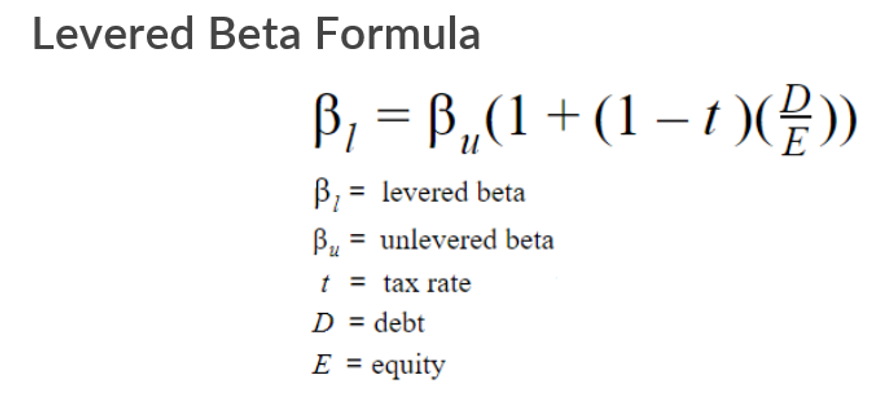 Levered Beta Formula
βₗ = βᵤ(1 + (1 – t )(D/E))
βₗ = levered beta
βᵤ = unlevered beta
t = tax rate
D = debt
E = equity